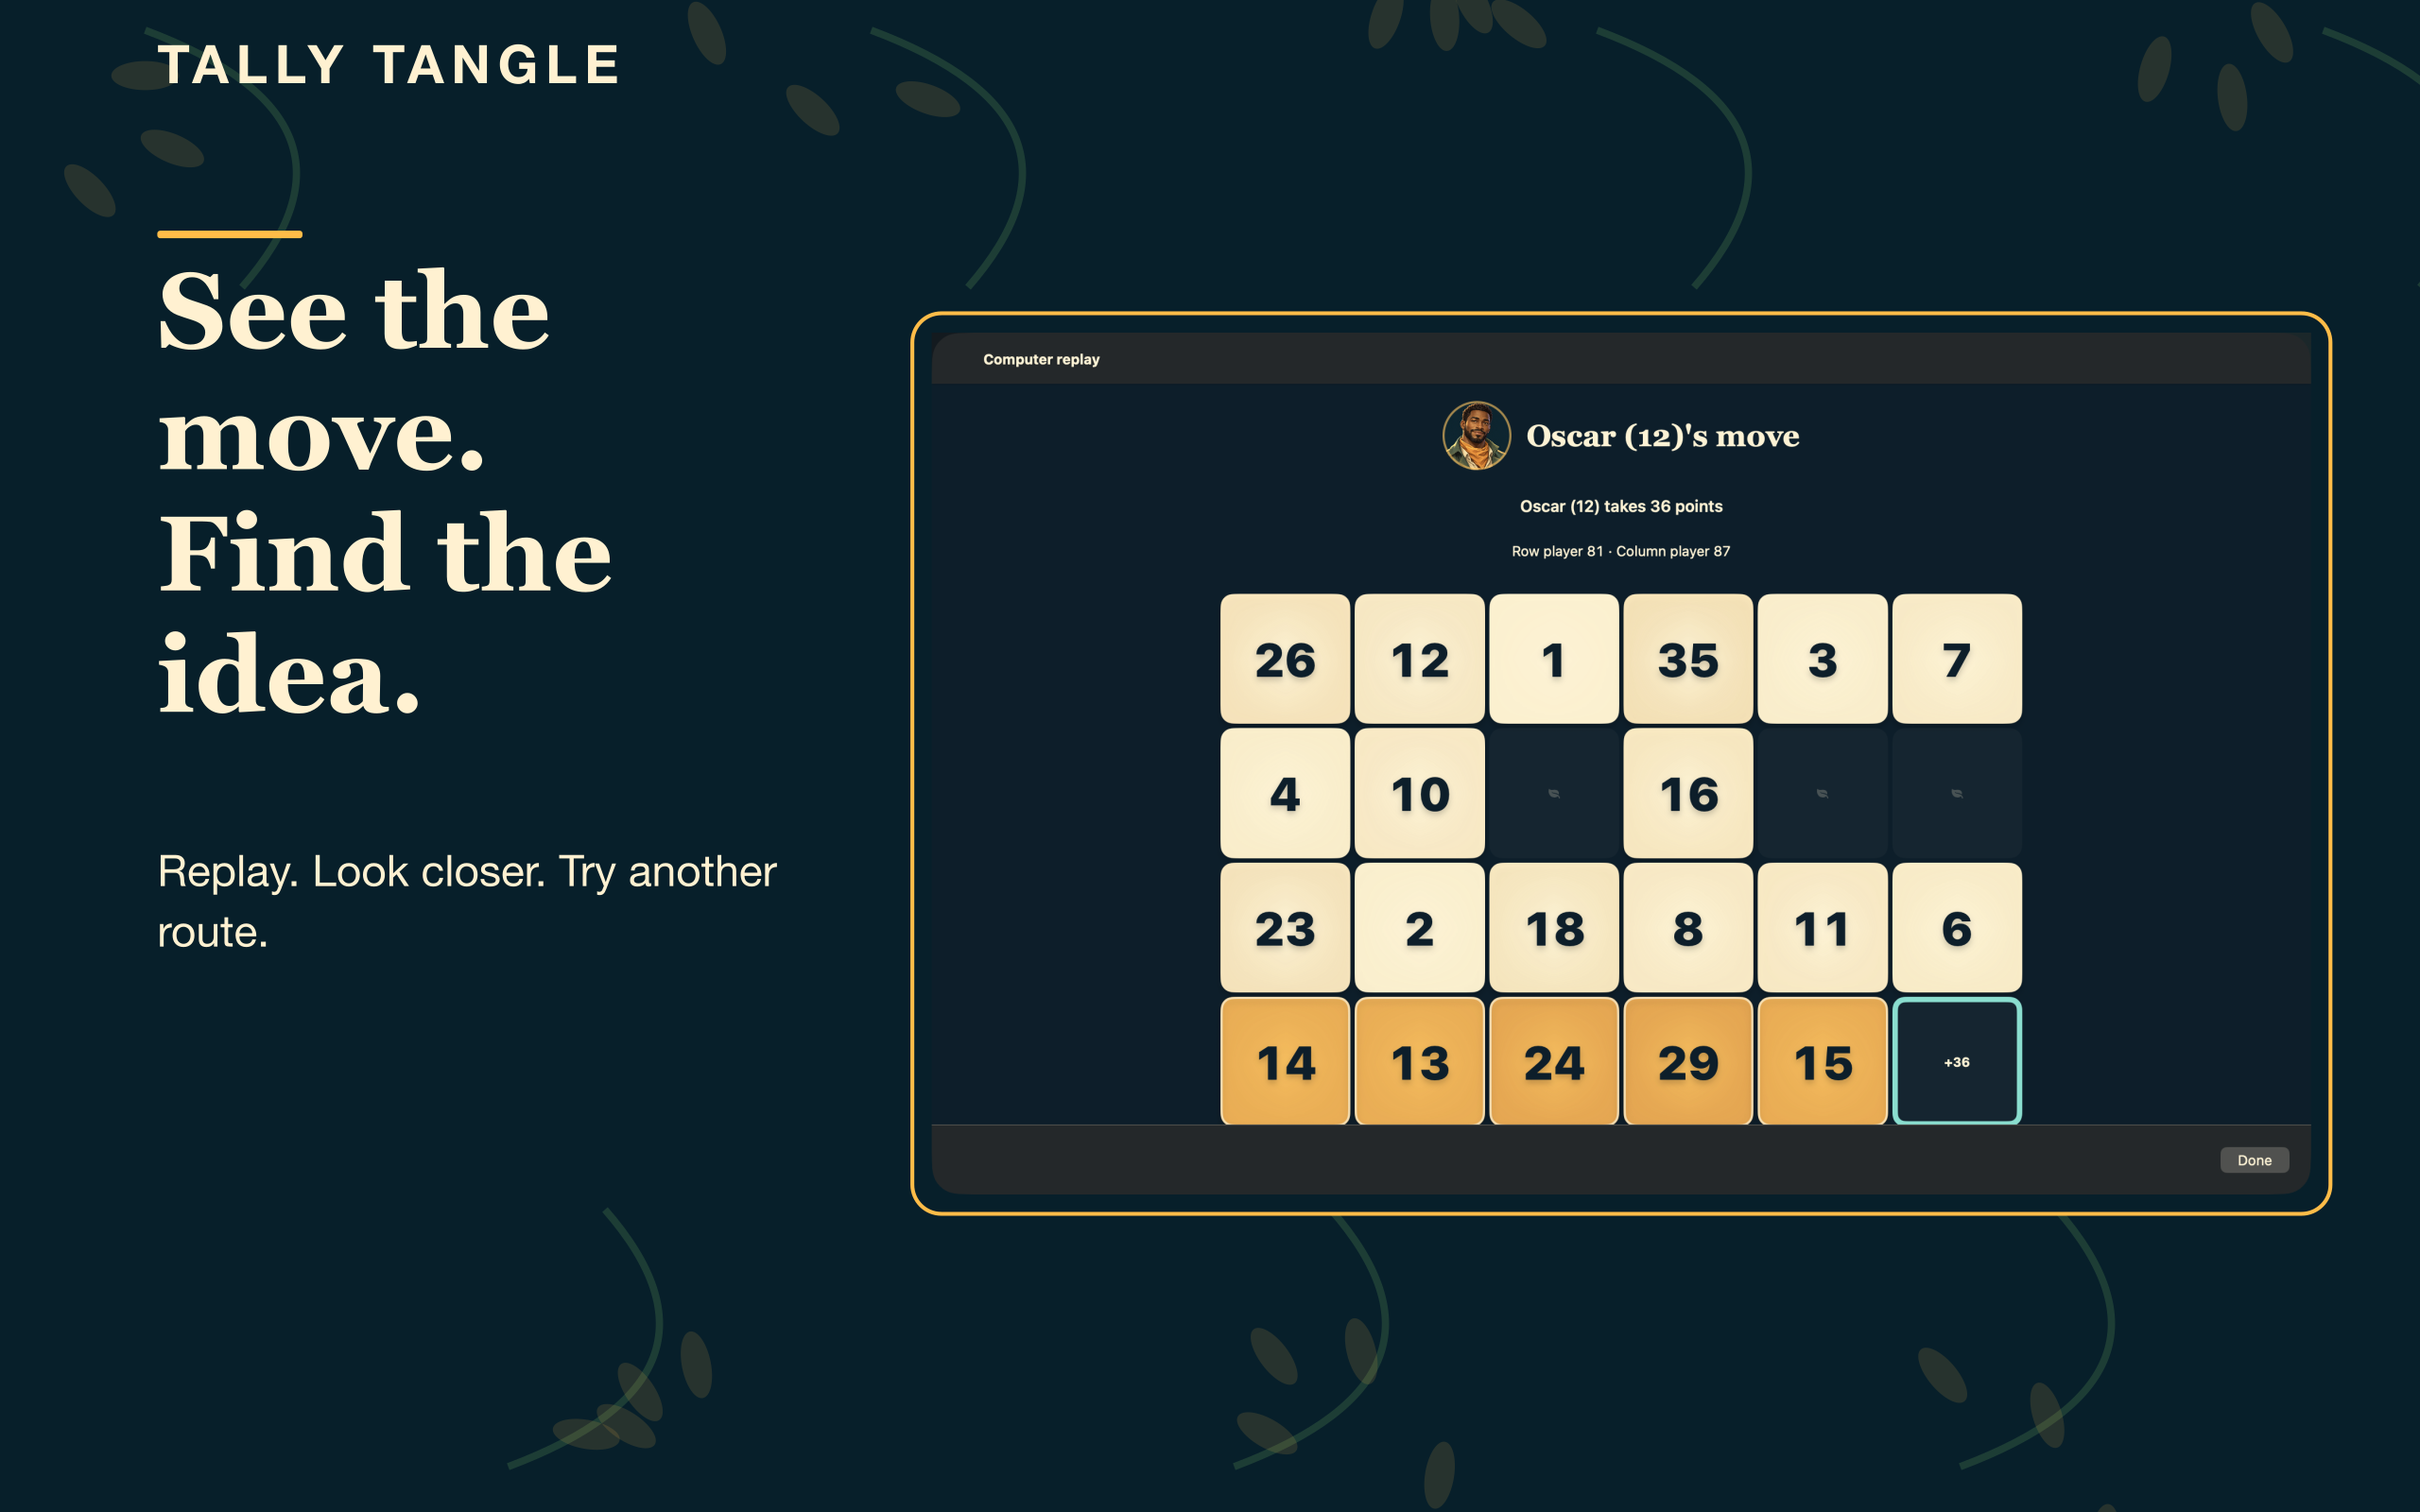 TALLY TANGLE
See the
move.
Find the
idea.
Replay. Look closer. Try another
route.
Computer replay
Oscar (12)'s move
Oscar (12) takes 36 points
Row player 81 · Column player 87
26 12 1 35 3 7
4 10 16
23 2 18 8 11 6
14 13 24 29 15 +36
Done